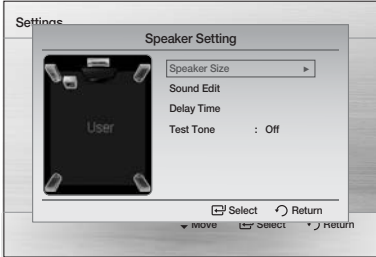 Settings
Speaker Setting
Speaker Size ►
Sound Edit
Delay Time
Test Tone : Off
User
Select Return
Move Select Return